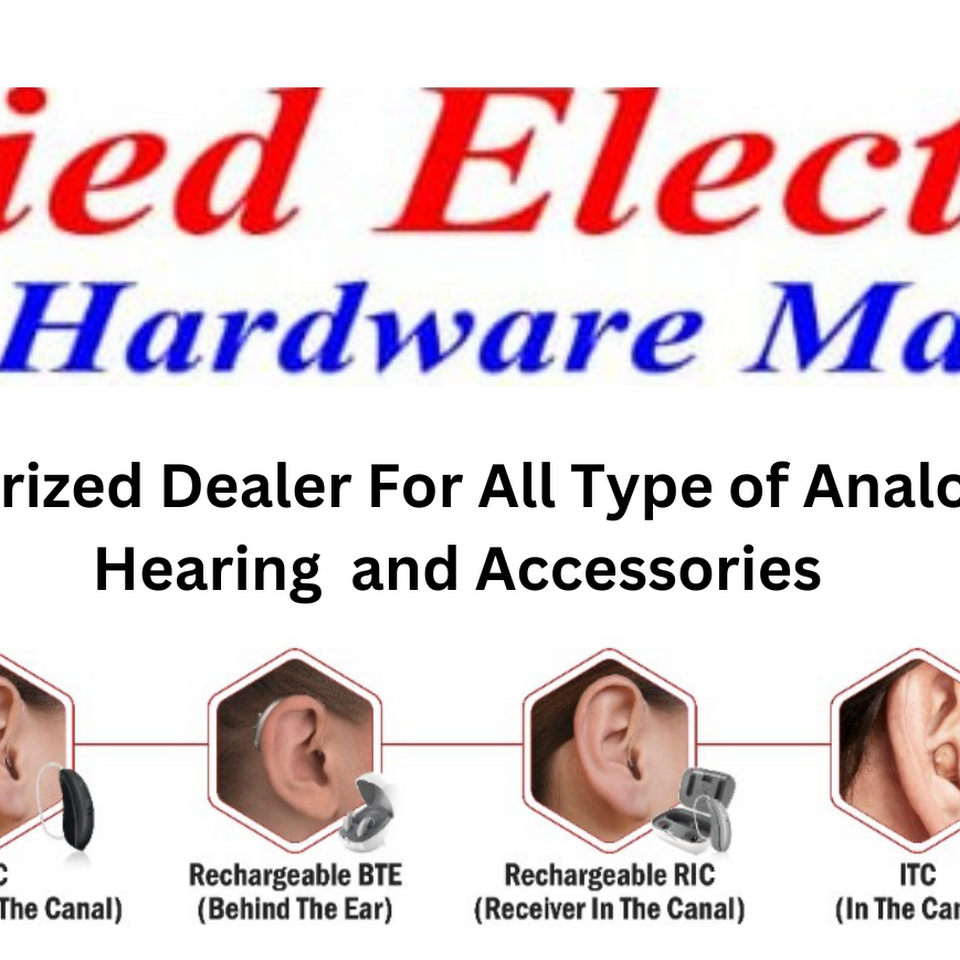 ied Elect
Hardware Ma
rized Dealer For All Type of Analo
Hearing and Accessories
C
The Canal)
Rechargeable BTE
(Behind The Ear)
Rechargeable RIC
(Receiver In The Canal)
ITC
(In The Can